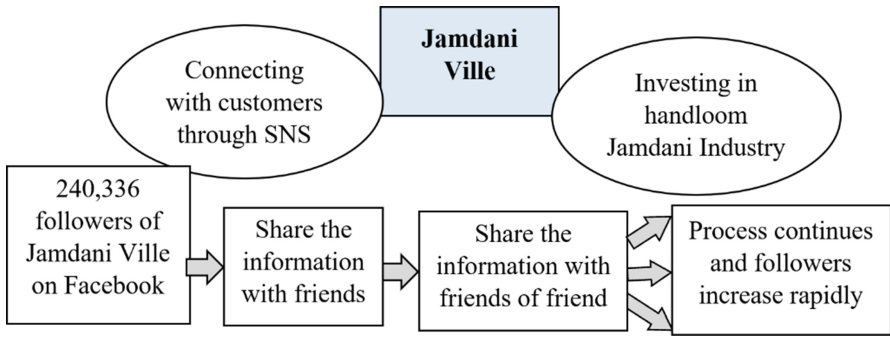 Jamdani
Ville
Connecting
with customers
through SNS
Investing in
handloom
Jamdani Industry
240,336
followers of
Jamdani Ville
on Facebook
Share the
information
with friends
Share the
information with
friends of friend
Process continues
and followers
increase rapidly